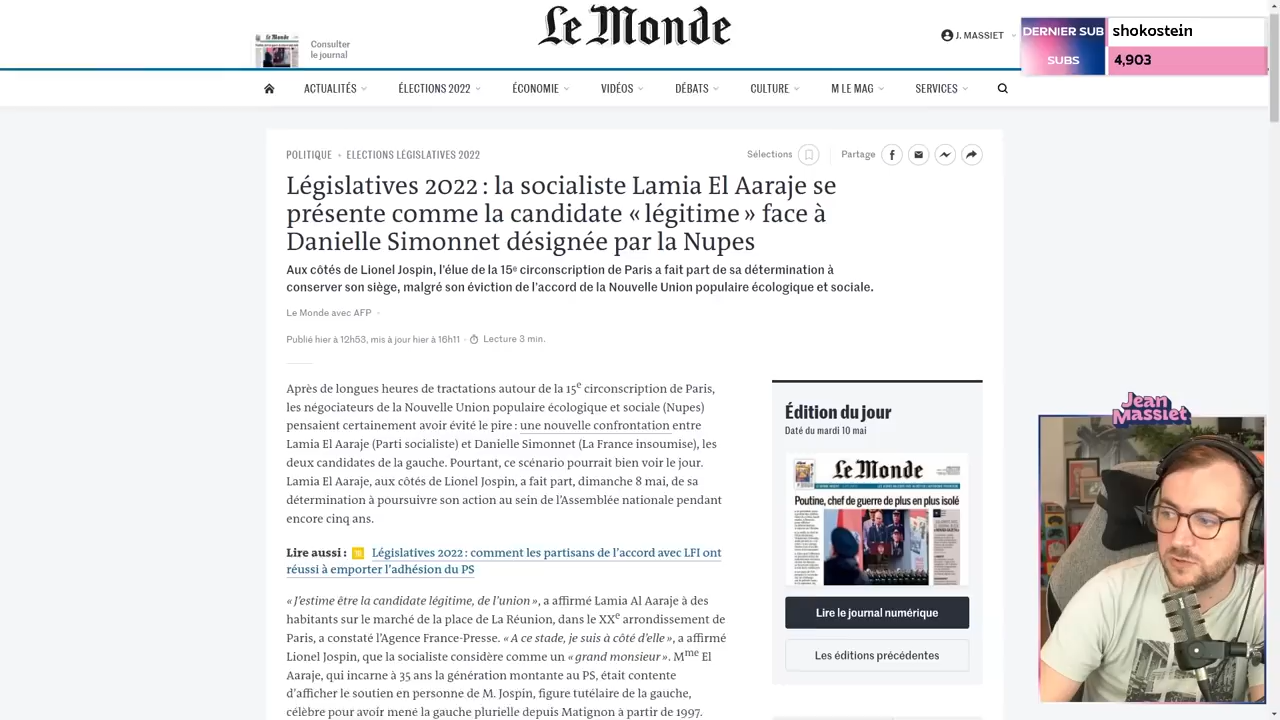 Le Monde
Consulter
le journal
J. MASSIET
DERNIER SUB
shokostein
SUBS
4,903
ACTUALITÉS
ÉLECTIONS 2022
ÉCONOMIE
VIDÉOS
DÉBATS
CULTURE
M LE MAG
SERVICES
POLITIQUE • ELECTIONS LÉGISLATIVES 2022
Sélections
Partage
Législatives 2022 : la socialiste Lamia El Aaraje se
présente comme la candidate « légitime » face à
Danielle Simonnet désignée par la Nupes
Aux côtés de Lionel Jospin, l'élue de la 15e circonscription de Paris a fait part de sa détermination à
conserver son siège, malgré son éviction de l'accord de la Nouvelle Union populaire écologique et sociale.
Le Monde avec AFP •
Publié hier à 12h53, mis à jour hier à 16h11 • Lecture 3 min.
Après de longues heures de tractations autour de la 15e circonscription de Paris,
les négociateurs de la Nouvelle Union populaire écologique et sociale (Nupes)
pensaient certainement avoir évité le pire : une nouvelle confrontation entre
Lamia El Aaraje (Parti socialiste) et Danielle Simonnet (La France insoumise), les
deux candidates de la gauche. Pourtant, ce scénario pourrait bien voir le jour.
Lamia El Aaraje, aux côtés de Lionel Jospin, a fait part, dimanche 8 mai, de sa
détermination à poursuivre son action au sein de l'Assemblée nationale pendant
encore cinq ans.
Lire aussi : Législatives 2022 : comment les partisans de l'accord avec LFI ont
réussi à emporter l'adhésion du PS
« J'estime être la candidate légitime, de l'union », a affirmé Lamia Al Aaraje à des
habitants sur le marché de la place de La Réunion, dans le XXe arrondissement de
Paris, a constaté l'Agence France-Presse. « A ce stade, je suis à côté d'elle », a affirmé
Lionel Jospin, que la socialiste considère comme un « grand monsieur ». Mme El
Aaraje, qui incarne à 35 ans la génération montante au PS, était contente
d'afficher le soutien en personne de M. Jospin, figure tutélaire de la gauche,
célèbre pour avoir mené la gauche plurielle depuis Matignon à partir de 1997.
Édition du jour
Daté du mardi 10 mai
Le Monde
Poutine, chef de guerre de plus en plus isolé
Lire le journal numérique
Les éditions précédentes
Jean
Massiet